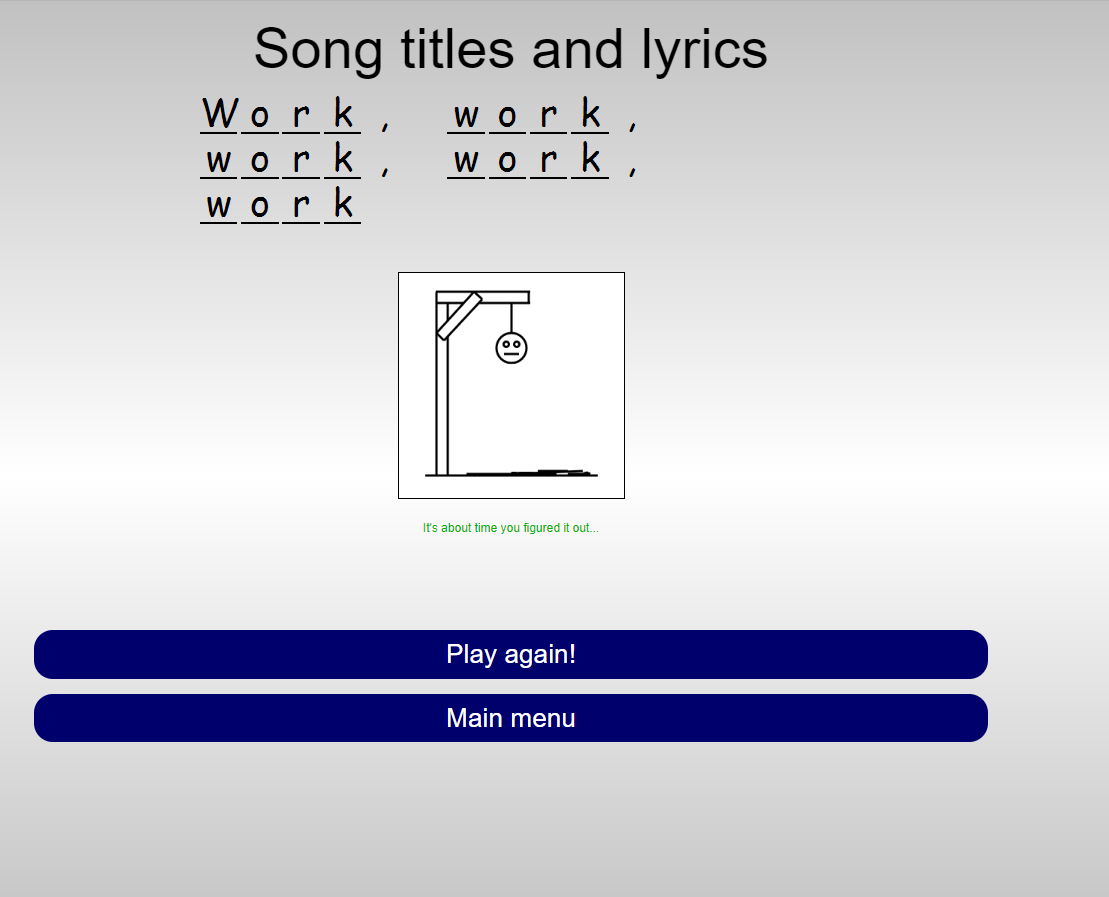 Song titles and lyrics
Work, work,
work, work,
work
It's about time you figured it out...
Play again!
Main menu